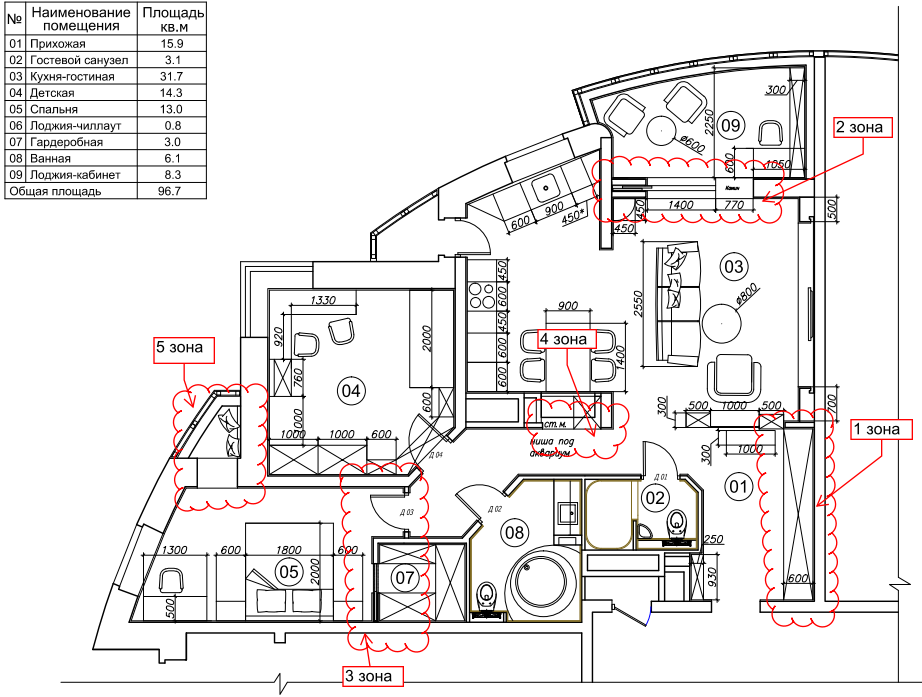 № Наименование помещения Площадь кв.м
01 Прихожая 15.9
02 Гостевой санузел 3.1
03 Кухня-гостиная 31.7
04 Детская 14.3
05 Спальня 13.0
06 Лоджия-чиллаут 0.8
07 Гардеробная 3.0
08 Ванная 6.1
09 Лоджия-кабинет 8.3
Общая площадь 96.7
300
09
2250
ø600
600
1050
2 зона
Камин
600
900
450*
450
450
1400
770
500
03
2550
ø800
450
600
450
600
600
900
1400
4 зона
1330
920
2000
760
04
1000
600
1000
1000
600
5 зона
Д 04
300
500
1000
500
700
300
1000
1 зона
ст.м.
ниша под
аквариум
Д 01
01
02
Д 02
Д 03
08
250
930
600
1300
600
1800
600
05
2000
500
07
3 зона